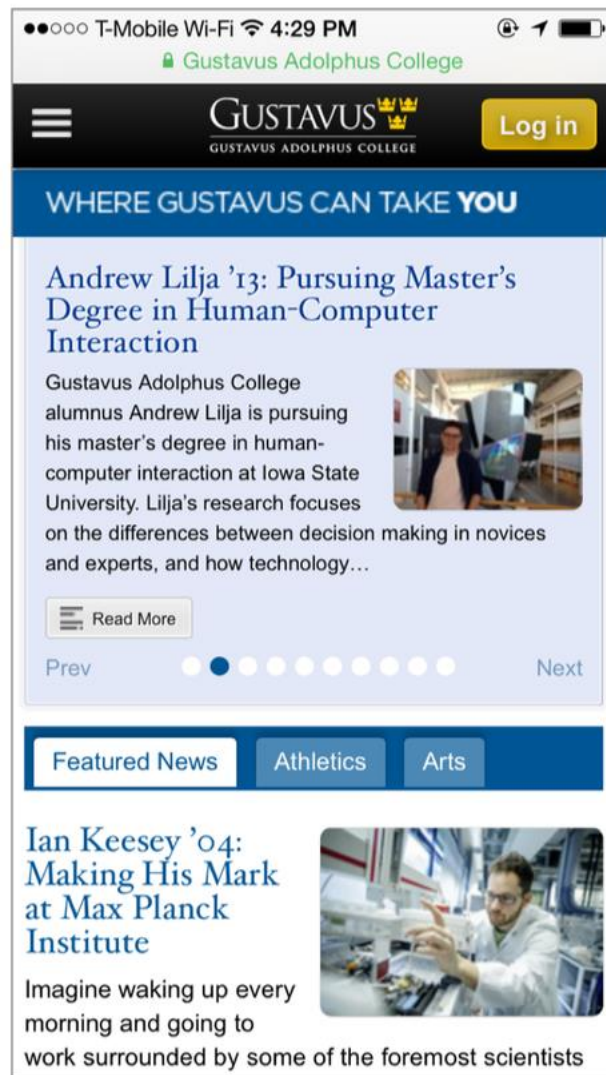 T-Mobile Wi-Fi 4:29 PM
Gustavus Adolphus College
GUSTAVUS
GUSTAVUS ADOLPHUS COLLEGE
Log in
WHERE GUSTAVUS CAN TAKE YOU
Andrew Lilja ’13: Pursuing Master’s
Degree in Human-Computer
Interaction
Gustavus Adolphus College
alumnus Andrew Lilja is pursuing
his master’s degree in human-
computer interaction at Iowa State
University. Lilja’s research focuses
on the differences between decision making in novices
and experts, and how technology…
Read More
Prev Next
Featured News Athletics Arts
Ian Keesey ’04:
Making His Mark
at Max Planck
Institute
Imagine waking up every
morning and going to
work surrounded by some of the foremost scientists